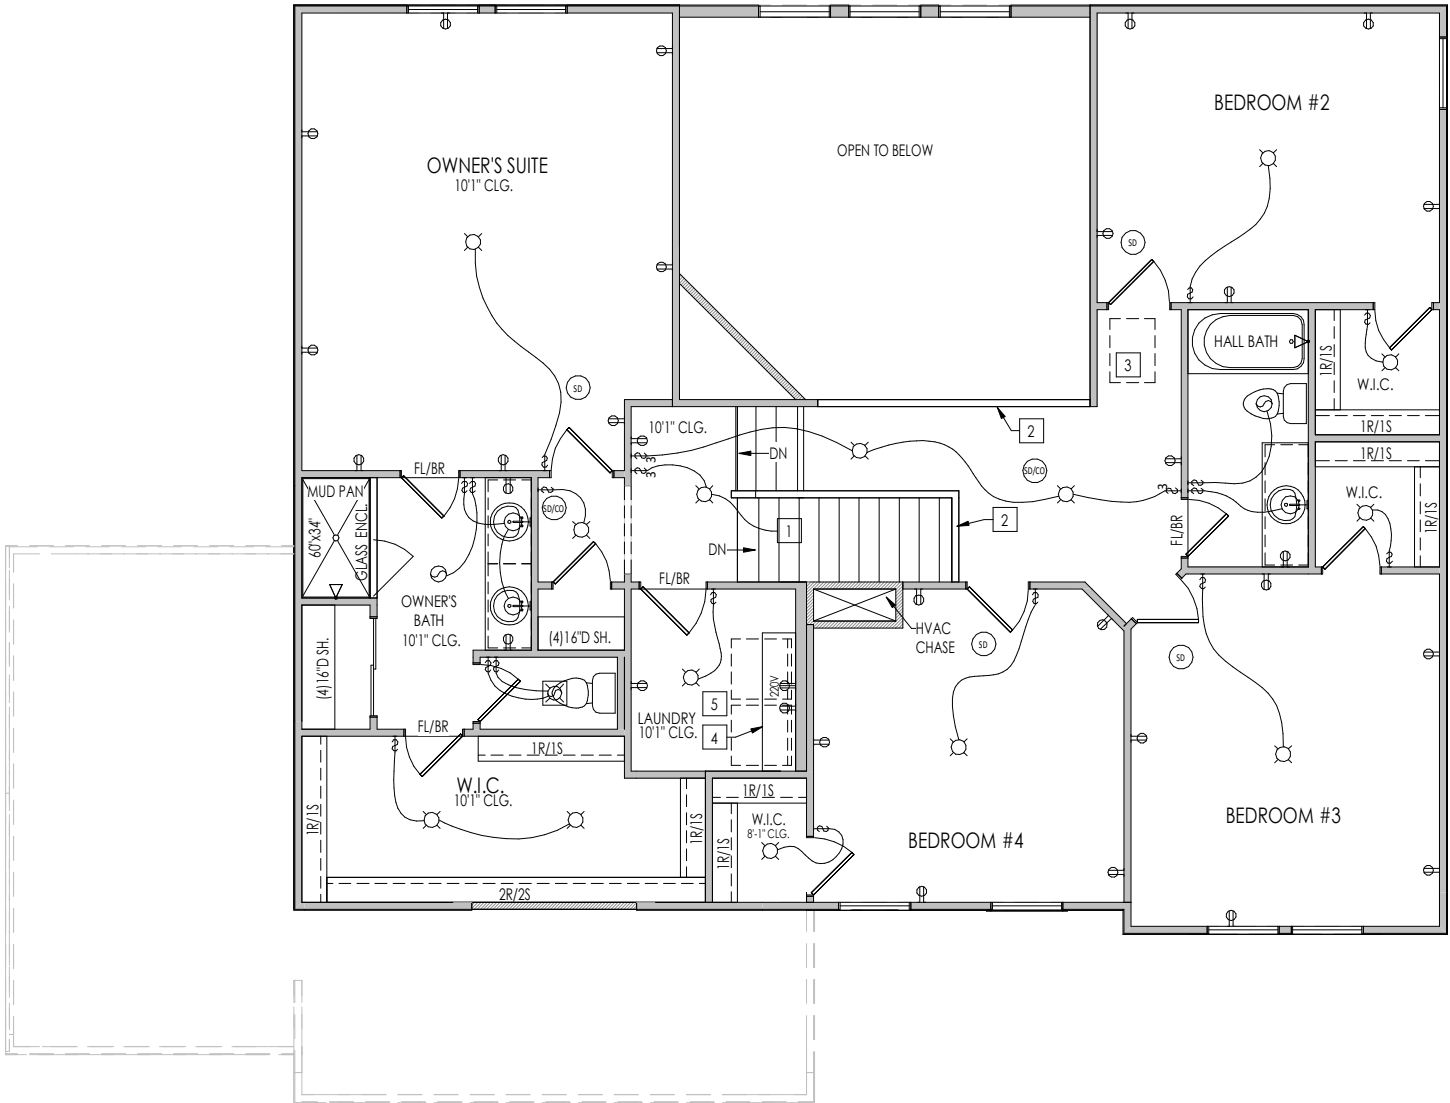 BEDROOM #2
OPEN TO BELOW
OWNER'S SUITE
10'1" CLG.
SD
HALL BATH
3
1R/1S
W.I.C.
1R/1S
SD
10'1" CLG.
2
3
DN
SD/CO
1R/1S
FL/BR
3
MUD PAN
60"x34"
GLASS ENCL.
SD/CO
3
W.I.C.
1R/1S
1
2
FL/BR
DN
FL/BR
OWNER'S
BATH
10'1" CLG.
(4)16"D SH.
HVAC
CHASE
SD
SD
(4)16"D SH.
220V
5
LAUNDRY
10'1" CLG.
4
FL/BR
1R/1S
W.I.C.
10'1" CLG.
1R/1S
1R/1S
1R/1S
W.I.C.
8'-1" CLG.
1R/1S
BEDROOM #3
BEDROOM #4
2R/2S